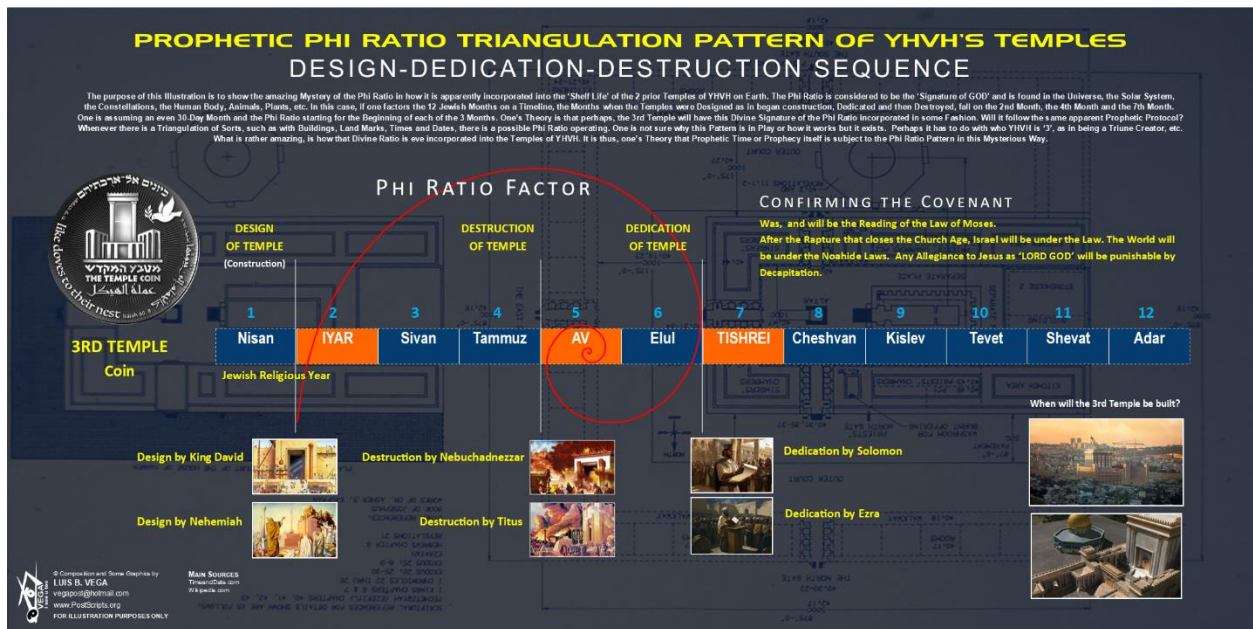 PROPHETIC PHI RATIO TRIANGULATION PATTERN OF YHVH'S TEMPLES
DESIGN-DEDICATION-DESTRUCTION SEQUENCE
The purpose of this Illustration is to show the amazing Mystery of the Phi Ratio in how it is apparently incorporated into the 'Shelf Life' of the 2 prior Temples of YHVH on Earth. The Phi Ratio is considered to be the 'Signature of GOD' and is found in the Universe, the Solar System,
the Constellations, the Human Body, Animals, Plants, etc. In this case, if one factors the 12 Jewish Months on a Timeline, the Months when the Temples were Designed as in began construction, Dedicated and then Destroyed, fall on the 2nd Month, the 4th Month and the 7th Month.
One is assuming an even 30-Day Month and the Phi Ratio starting for the Beginning of each of the 3 Months. One's Theory is that perhaps, the 3rd Temple will have this Divine Signature of the Phi Ratio incorporated in some Fashion. Will it follow the same apparent Prophetic Protocol?
Whenever there is a Triangulation of Sorts, such as with Buildings, Land Marks, Times and Dates, there is a possible Phi Ratio operating. One is not sure why this Pattern is in Play or how it works but it exists. Perhaps it has to do with who YHVH is '3', as in being a Triune Creator, etc.
What is rather amazing, is how that Divine Ratio is eve incorporated into the Temples of YHVH. It is thus, one's Theory that Prophetic Time or Prophecy itself is subject to the Phi Ratio Pattern in this Mysterious Way.
PHI RATIO FACTOR
CONFIRMING THE COVENANT
Was, and will be the Reading of the Law of Moses.
After the Rapture that closes the Church Age, Israel will be under the Law. The World will
be under the Noahide Laws. Any Allegiance to Jesus as 'LORD GOD' will be punishable by
Decapitation.
DESIGN
OF TEMPLE
(Construction)
DESTRUCTION
OF TEMPLE
DEDICATION
OF TEMPLE
מטבע המקדש
THE TEMPLE COIN
عملة الهيكل
like doves to their nest
3RD TEMPLE
Coin
1 2 3 4 5 6 7 8 9 10 11 12
Nisan IYAR Sivan Tammuz AV Elul TISHREI Cheshvan Kislev Tevet Shevat Adar
Jewish Religious Year
When will the 3rd Temple be built?
Design by King David
Destruction by Nebuchadnezzar
Dedication by Solomon
Design by Nehemiah
Destruction by Titus
Dedication by Ezra
© Composition and Some Graphics by
LUIS B. VEGA
vegapost@hotmail.com
www.PostScripts.org
FOR ILLUSTRATION PURPOSES ONLY
MAIN SOURCES
TimeandDate.com
Wikipedia.com
VEGA